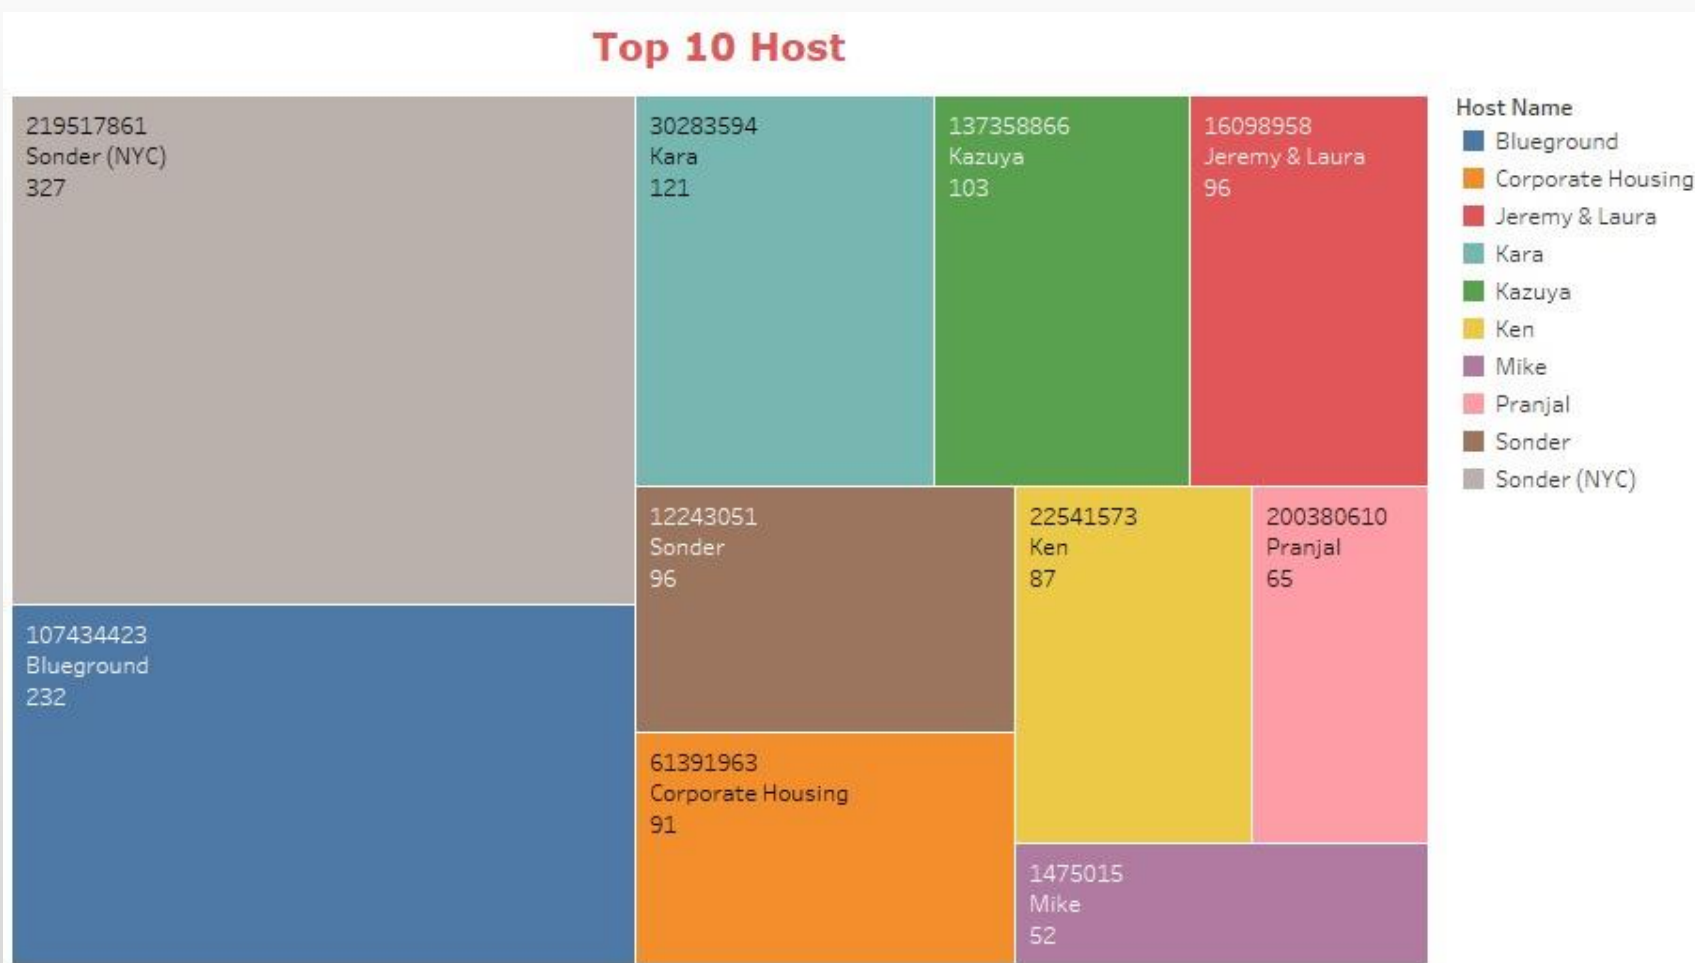 Top 10 Host
219517861
Sonder (NYC)
327
107434423
Blueground
232
30283594
Kara
121
137358866
Kazuya
103
16098958
Jeremy & Laura
96
12243051
Sonder
96
61391963
Corporate Housing
91
22541573
Ken
87
200380610
Pranjal
65
1475015
Mike
52
Host Name
Blueground
Corporate Housing
Jeremy & Laura
Kara
Kazuya
Ken
Mike
Pranjal
Sonder
Sonder (NYC)